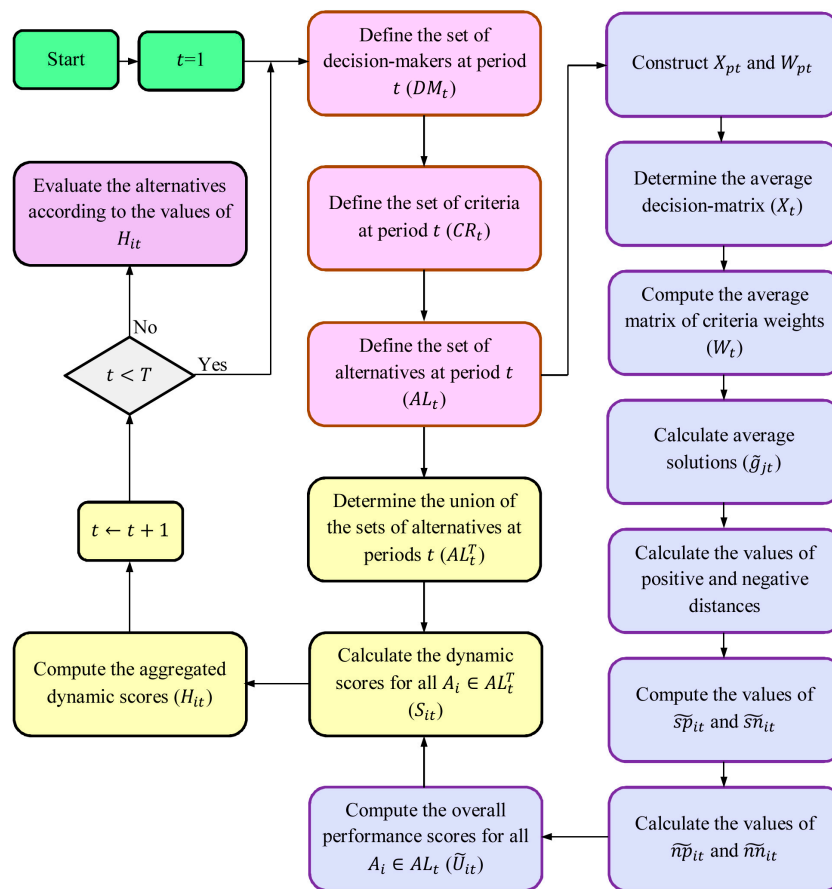 Start
t=1
Define the set of
decision-makers at period
t (DM_t)
Define the set of criteria
at period t (CR_t)
Define the set of
alternatives at period t
(AL_t)
Construct X_pt and W_pt
Determine the average
decision-matrix (X_t)
Compute the average
matrix of criteria weights
(W_t)
Calculate average
solutions (g̃_jt)
Calculate the values of
positive and negative
distances
Compute the values of
s͠p_it and s͠n_it
Calculate the values of
n͠p_it and n͠n_it
Compute the overall
performance scores for all
A_i ∈ AL_t (Ũ_it)
Determine the union of
the sets of alternatives at
periods t (AL_t^T)
Calculate the dynamic
scores for all A_i ∈ AL_t^T
(S_it)
Compute the aggregated
dynamic scores (H_it)
t ← t + 1
t < T
Yes
No
Evaluate the alternatives
according to the values of
H_it